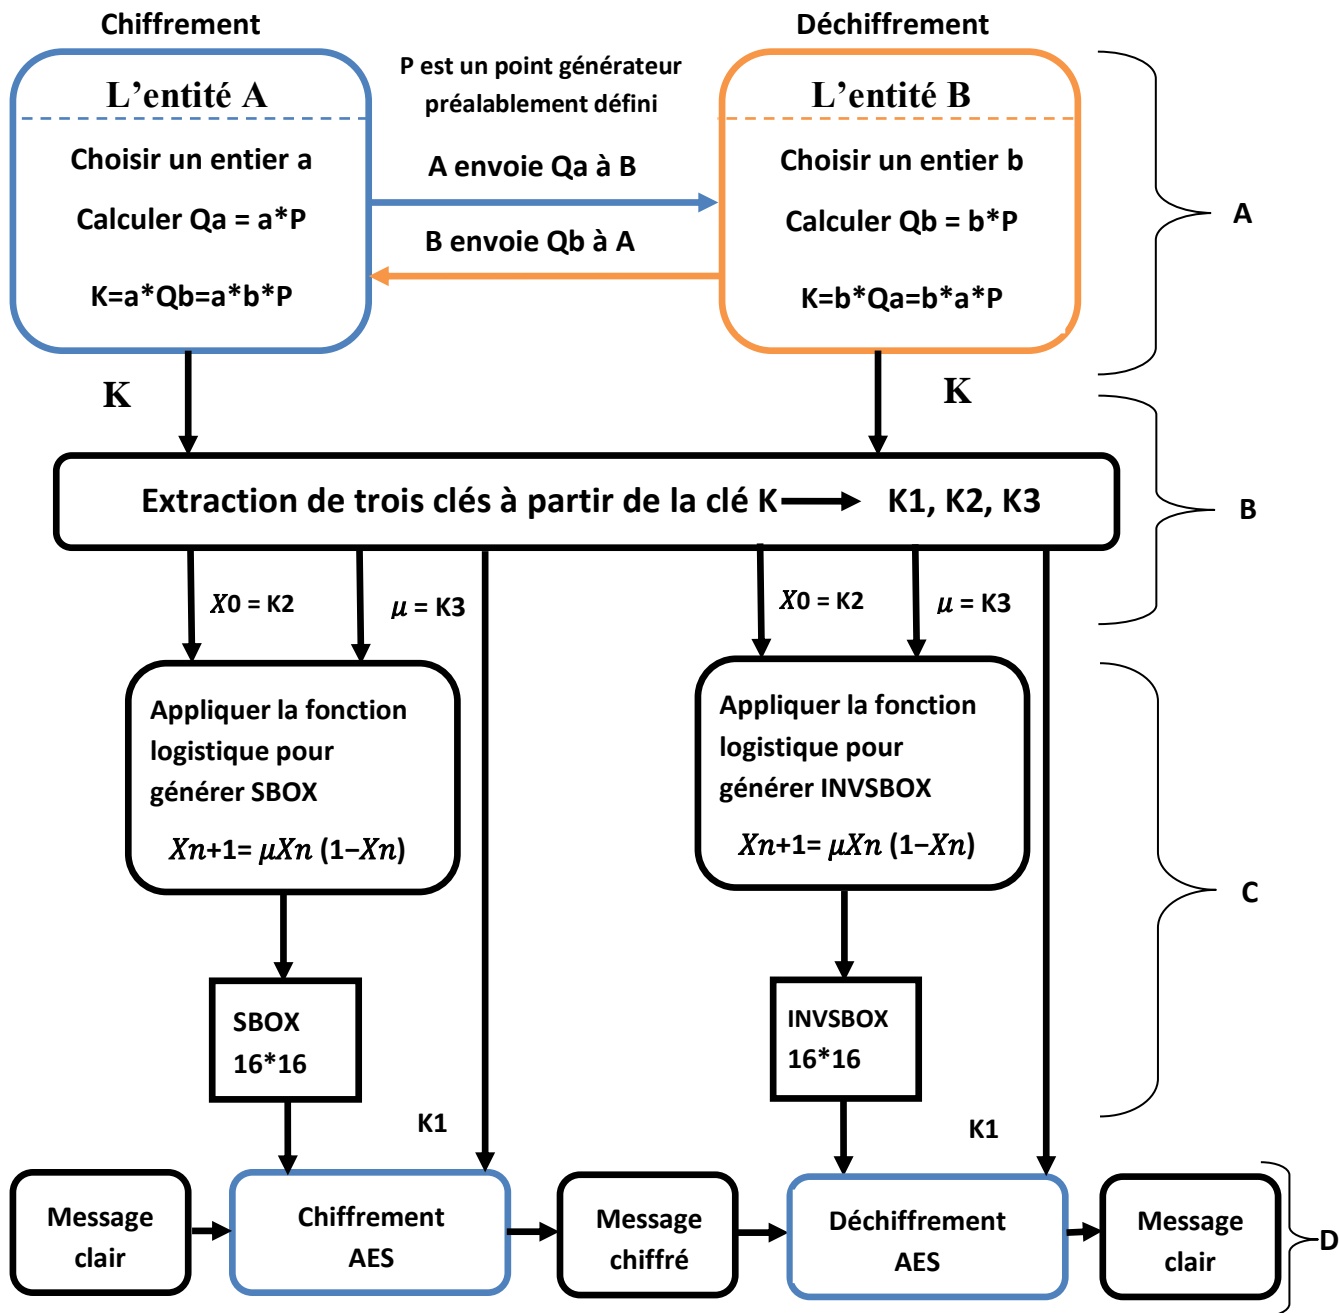 Chiffrement
Déchiffrement
L'entité A
Choisir un entier a
Calculer Qa = a*P
K=a*Qb=a*b*P
P est un point générateur
préalablement défini
A envoie Qa à B
B envoie Qb à A
L'entité B
Choisir un entier b
Calculer Qb = b*P
K=b*Qa=b*a*P
A
K
K
Extraction de trois clés à partir de la clé K K1, K2, K3
B
X0 = K2
μ = K3
X0 = K2
μ = K3
Appliquer la fonction
logistique pour
générer SBOX
Xn+1= μXn (1−Xn)
Appliquer la fonction
logistique pour
générer INVSBOX
Xn+1= μXn (1−Xn)
C
SBOX
16*16
INVSBOX
16*16
K1
K1
Message
clair
Chiffrement
AES
Message
chiffré
Déchiffrement
AES
Message
clair
D